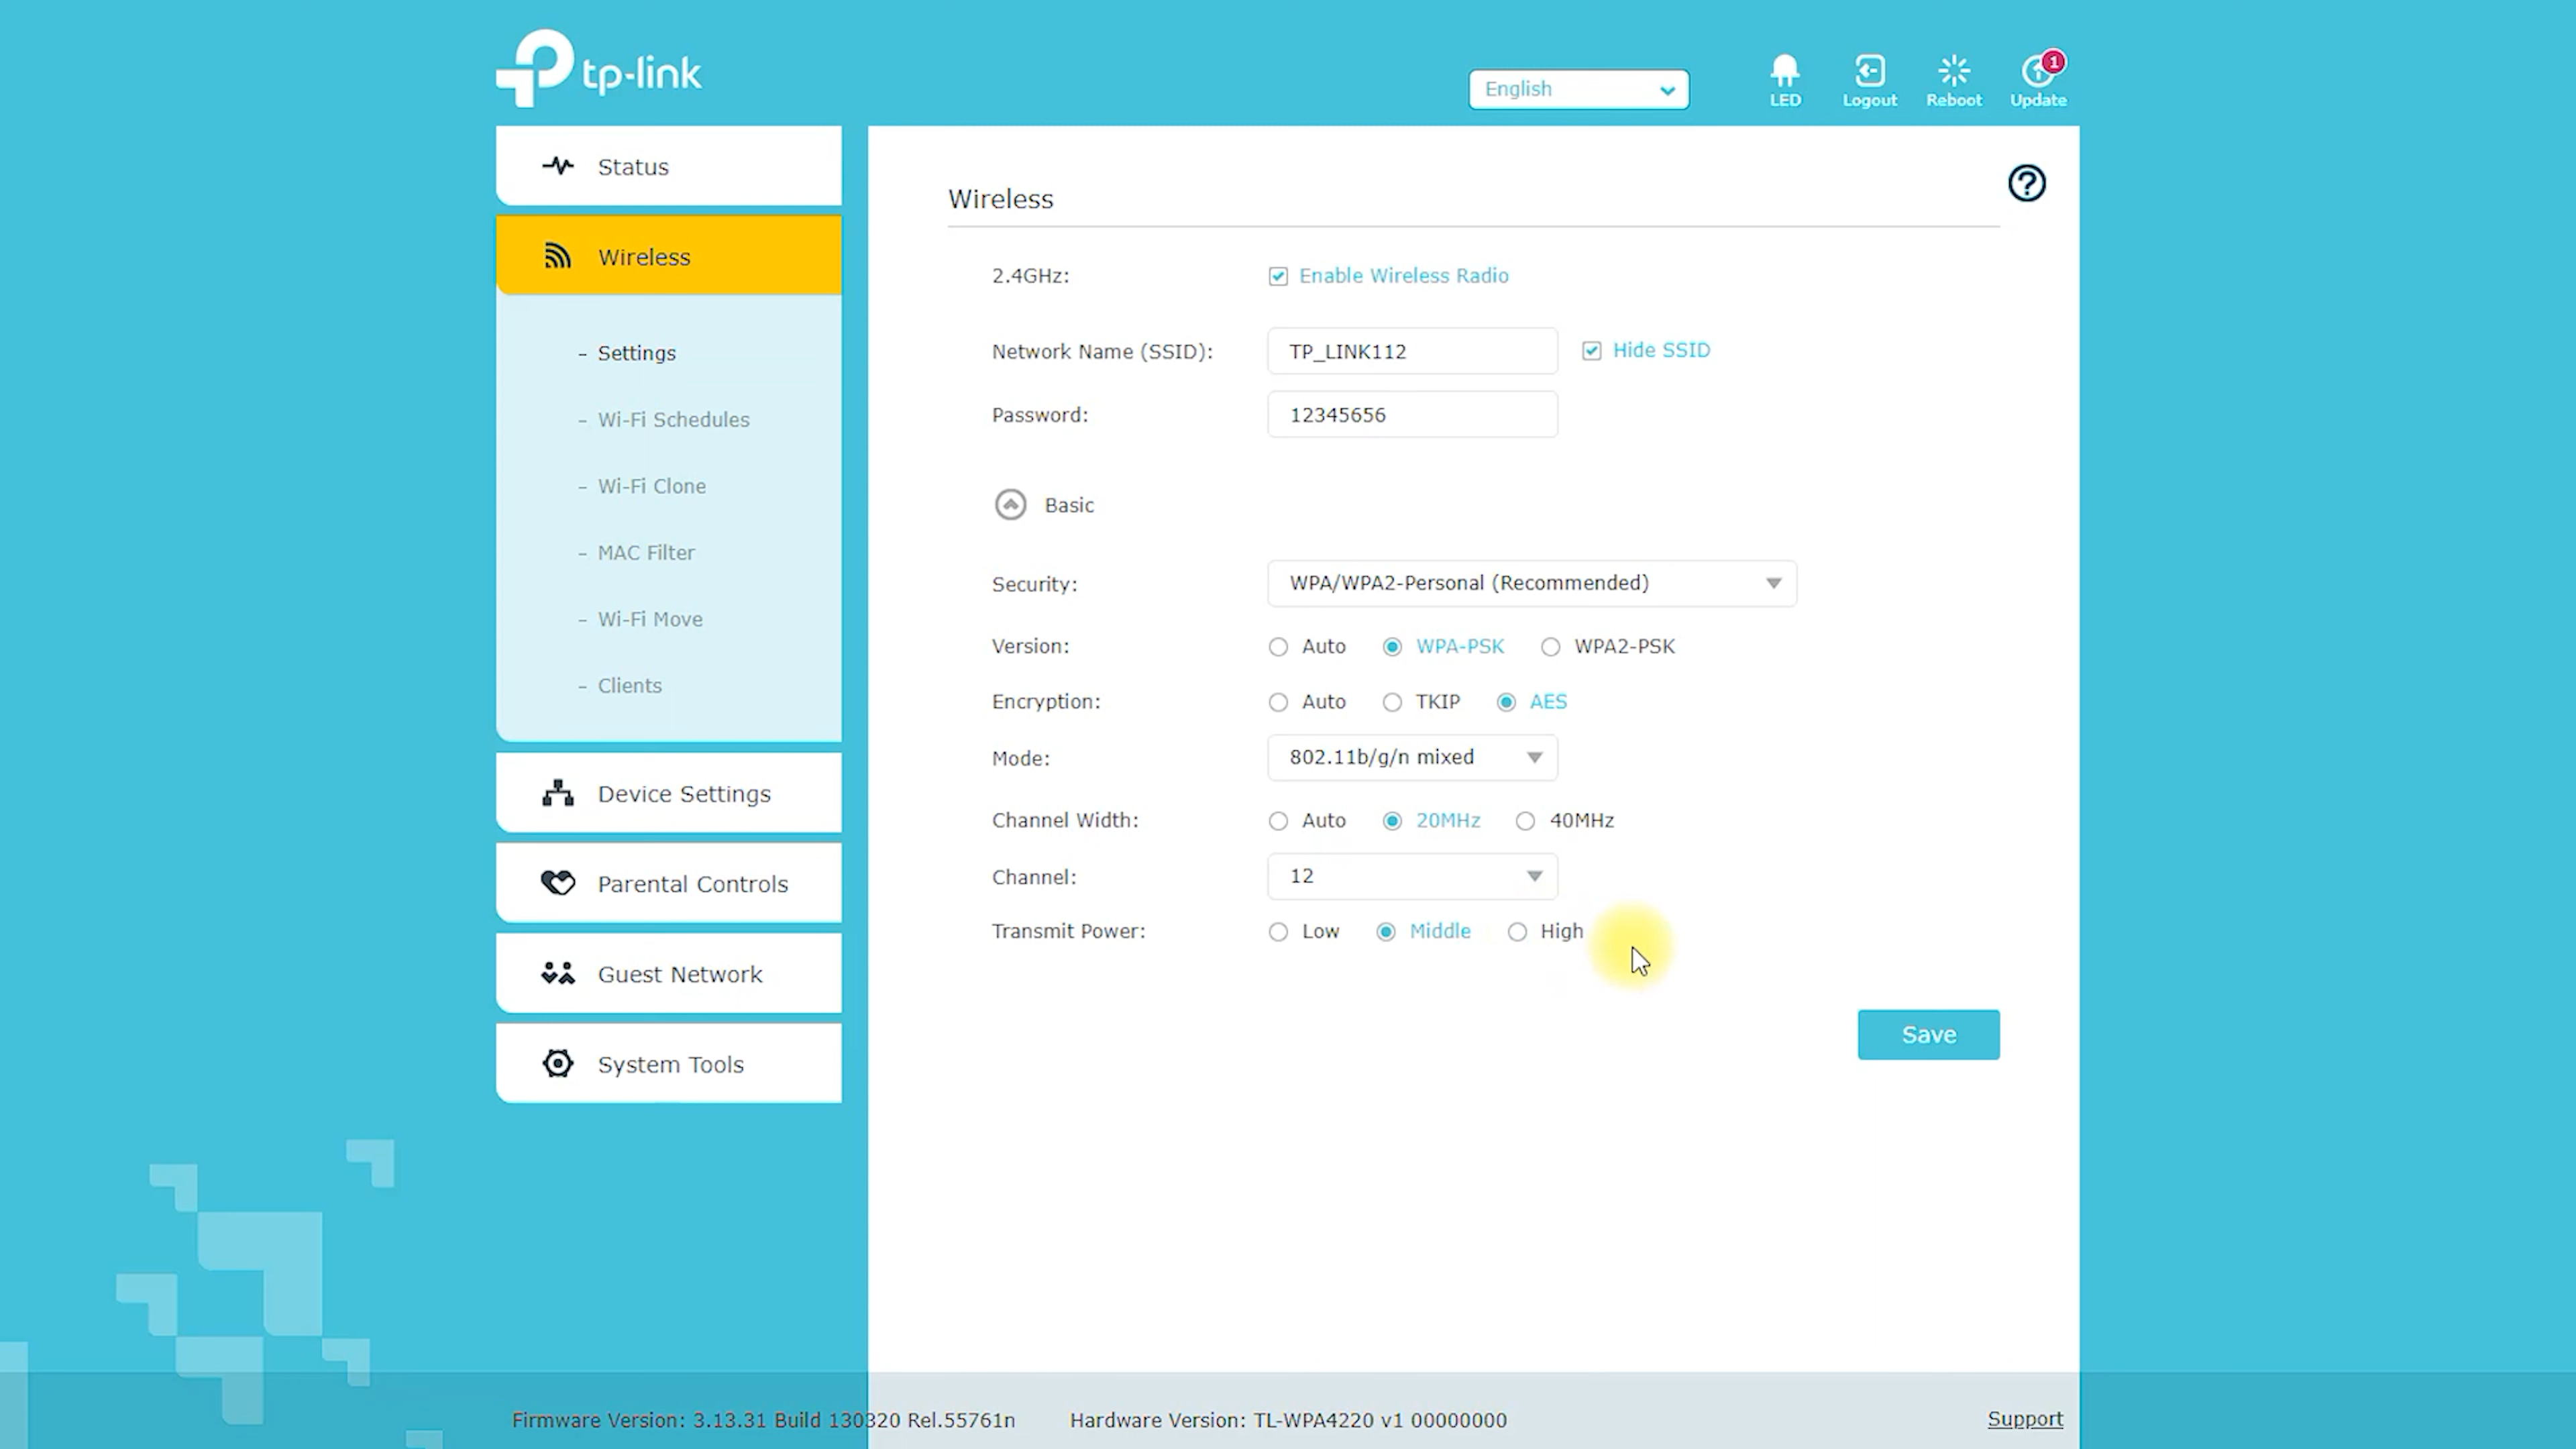 tp-link
English
LED
Logout
Reboot
Update
1
Status
Wireless
- Settings
- Wi-Fi Schedules
- Wi-Fi Clone
- MAC Filter
- Wi-Fi Move
- Clients
Device Settings
Parental Controls
Guest Network
System Tools
Wireless
?
2.4GHz: Enable Wireless Radio
Network Name (SSID): TP_LINK112 Hide SSID
Password: 12345656
Basic
Security: WPA/WPA2-Personal (Recommended)
Version: Auto WPA-PSK WPA2-PSK
Encryption: Auto TKIP AES
Mode: 802.11b/g/n mixed
Channel Width: Auto 20MHz 40MHz
Channel: 12
Transmit Power: Low Middle High
Save
Firmware Version: 3.13.31 Build 130320 Rel.55761n Hardware Version: TL-WPA4220 v1 00000000
Support